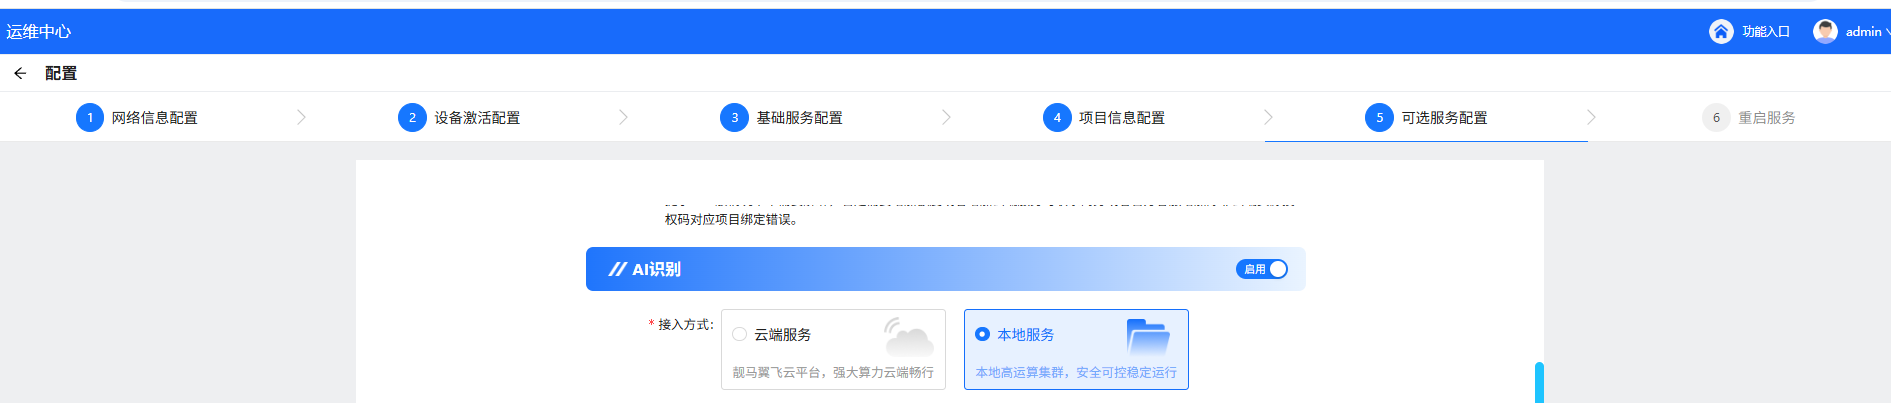 运维中心
功能入口
admin
配置
1 网络信息配置
2 设备激活配置
3 基础服务配置
4 项目信息配置
5 可选服务配置
6 重启服务
权码对应项目绑定错误。
// AI识别
启用
* 接入方式：
云端服务
靓马翼飞云平台，强大算力云端畅行
本地服务
本地高运算集群，安全可控稳定运行